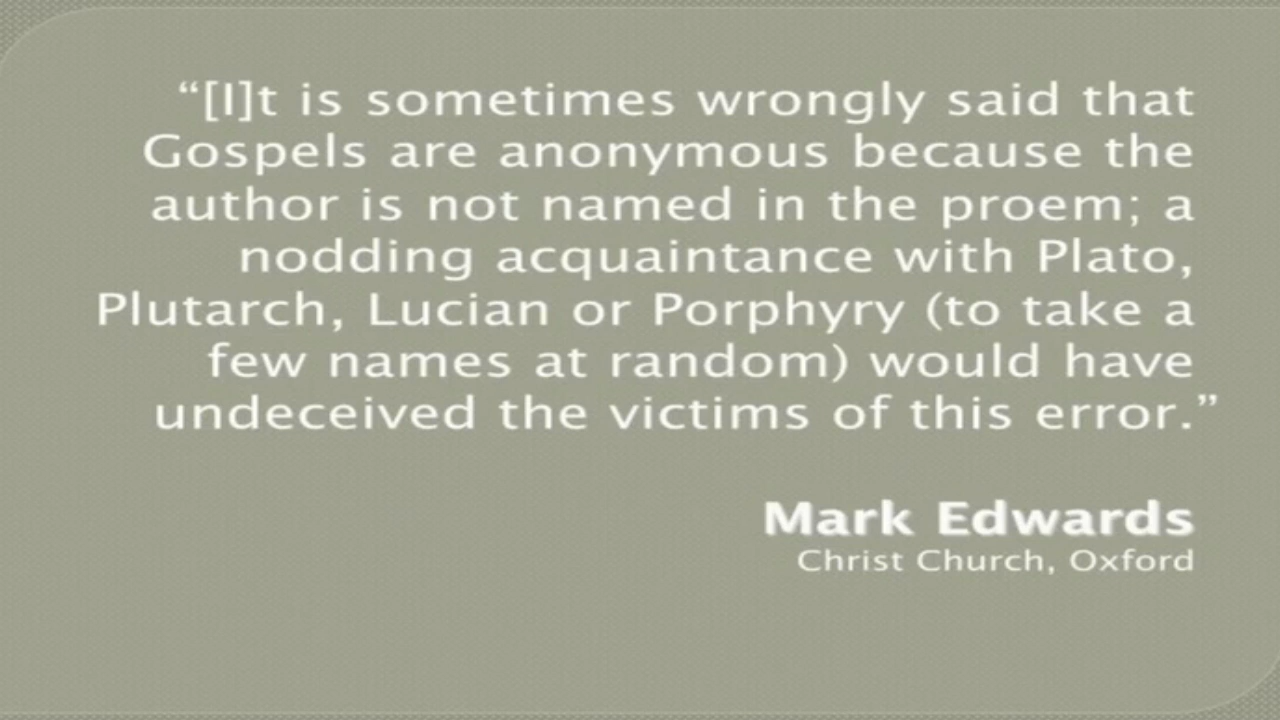 “[I]t is sometimes wrongly said that
Gospels are anonymous because the
author is not named in the proem; a
nodding acquaintance with Plato,
Plutarch, Lucian or Porphyry (to take a
few names at random) would have
undeceived the victims of this error.”
Mark Edwards
Christ Church, Oxford